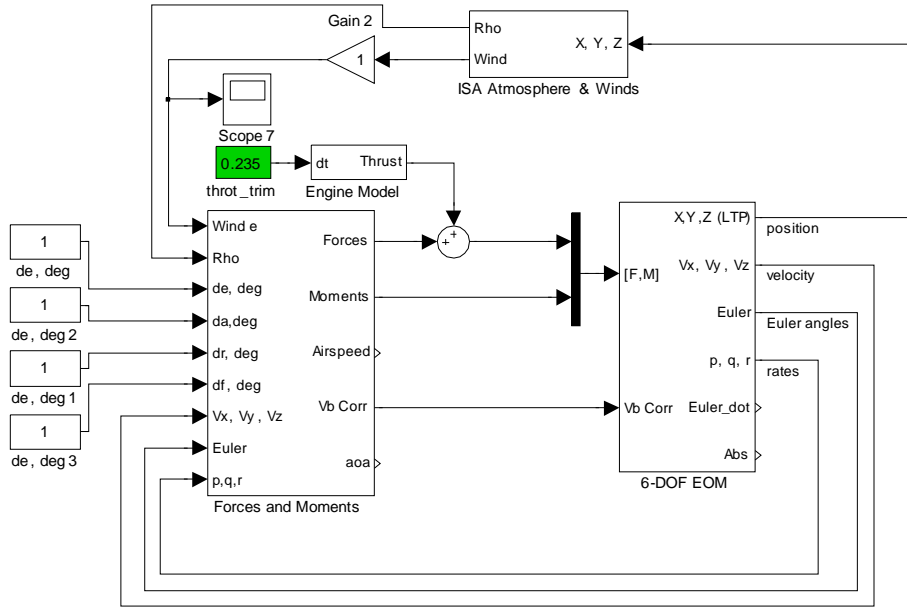 Gain 2
1
Rho
Wind
X, Y, Z
ISA Atmosphere & Winds
Scope 7
0.235
throt_trim
dt
Thrust
Engine Model
1
de, deg
1
de, deg 2
1
de, deg 1
1
de, deg 3
Wind e
Rho
de, deg
da,deg
dr, deg
df, deg
Vx, Vy, Vz
Euler
p,q,r
Forces
Moments
Airspeed
Vb Corr
aoa
Forces and Moments
[F,M]
Vb Corr
X,Y,Z (LTP)
Vx, Vy, Vz
Euler
p, q, r
Euler_dot
Abs
6-DOF EOM
position
velocity
Euler angles
rates